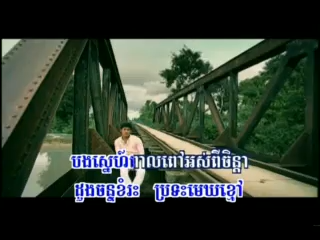 បងស្នេហ៍ពាលពៅអស់ពីចិន្តា
ដូងចន្ទខំរះ ប្រទះមេឃខ្មៅ